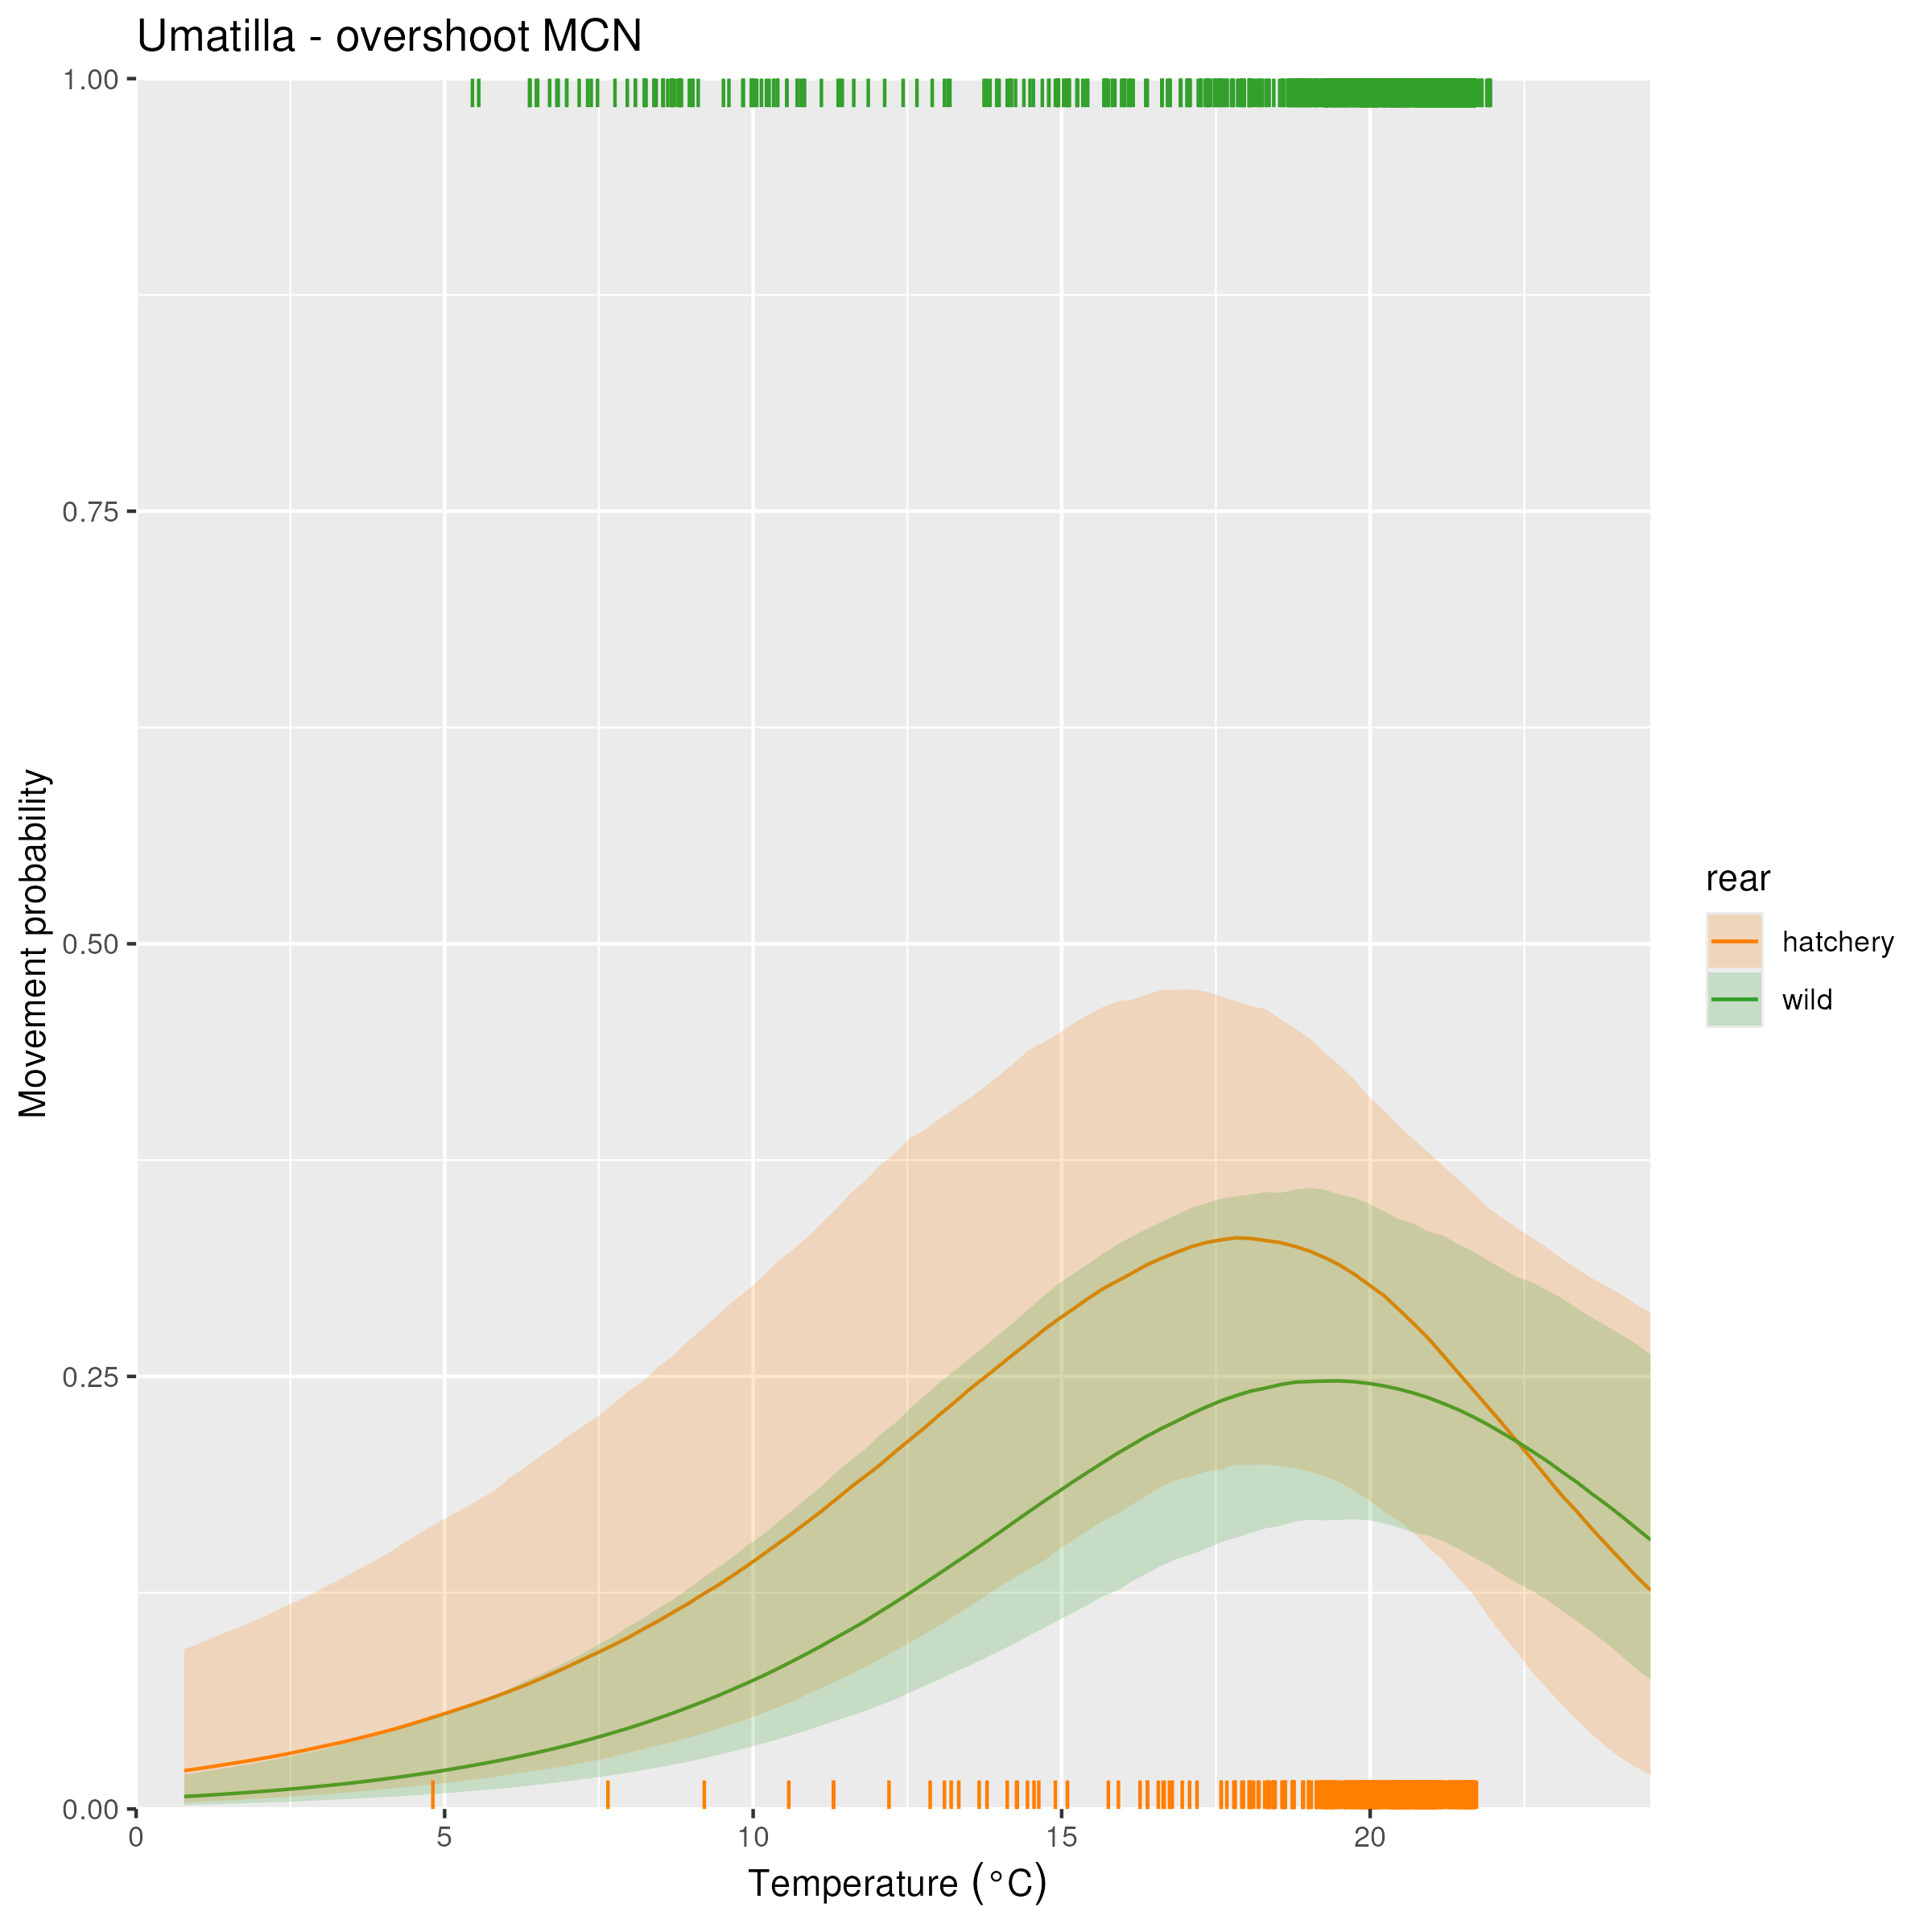 Umatilla - overshoot MCN
1.00
0.75
0.50
0.25
0.00
Movement probability
0
5
10
15
20
Temperature (°C)
rear
hatchery
wild